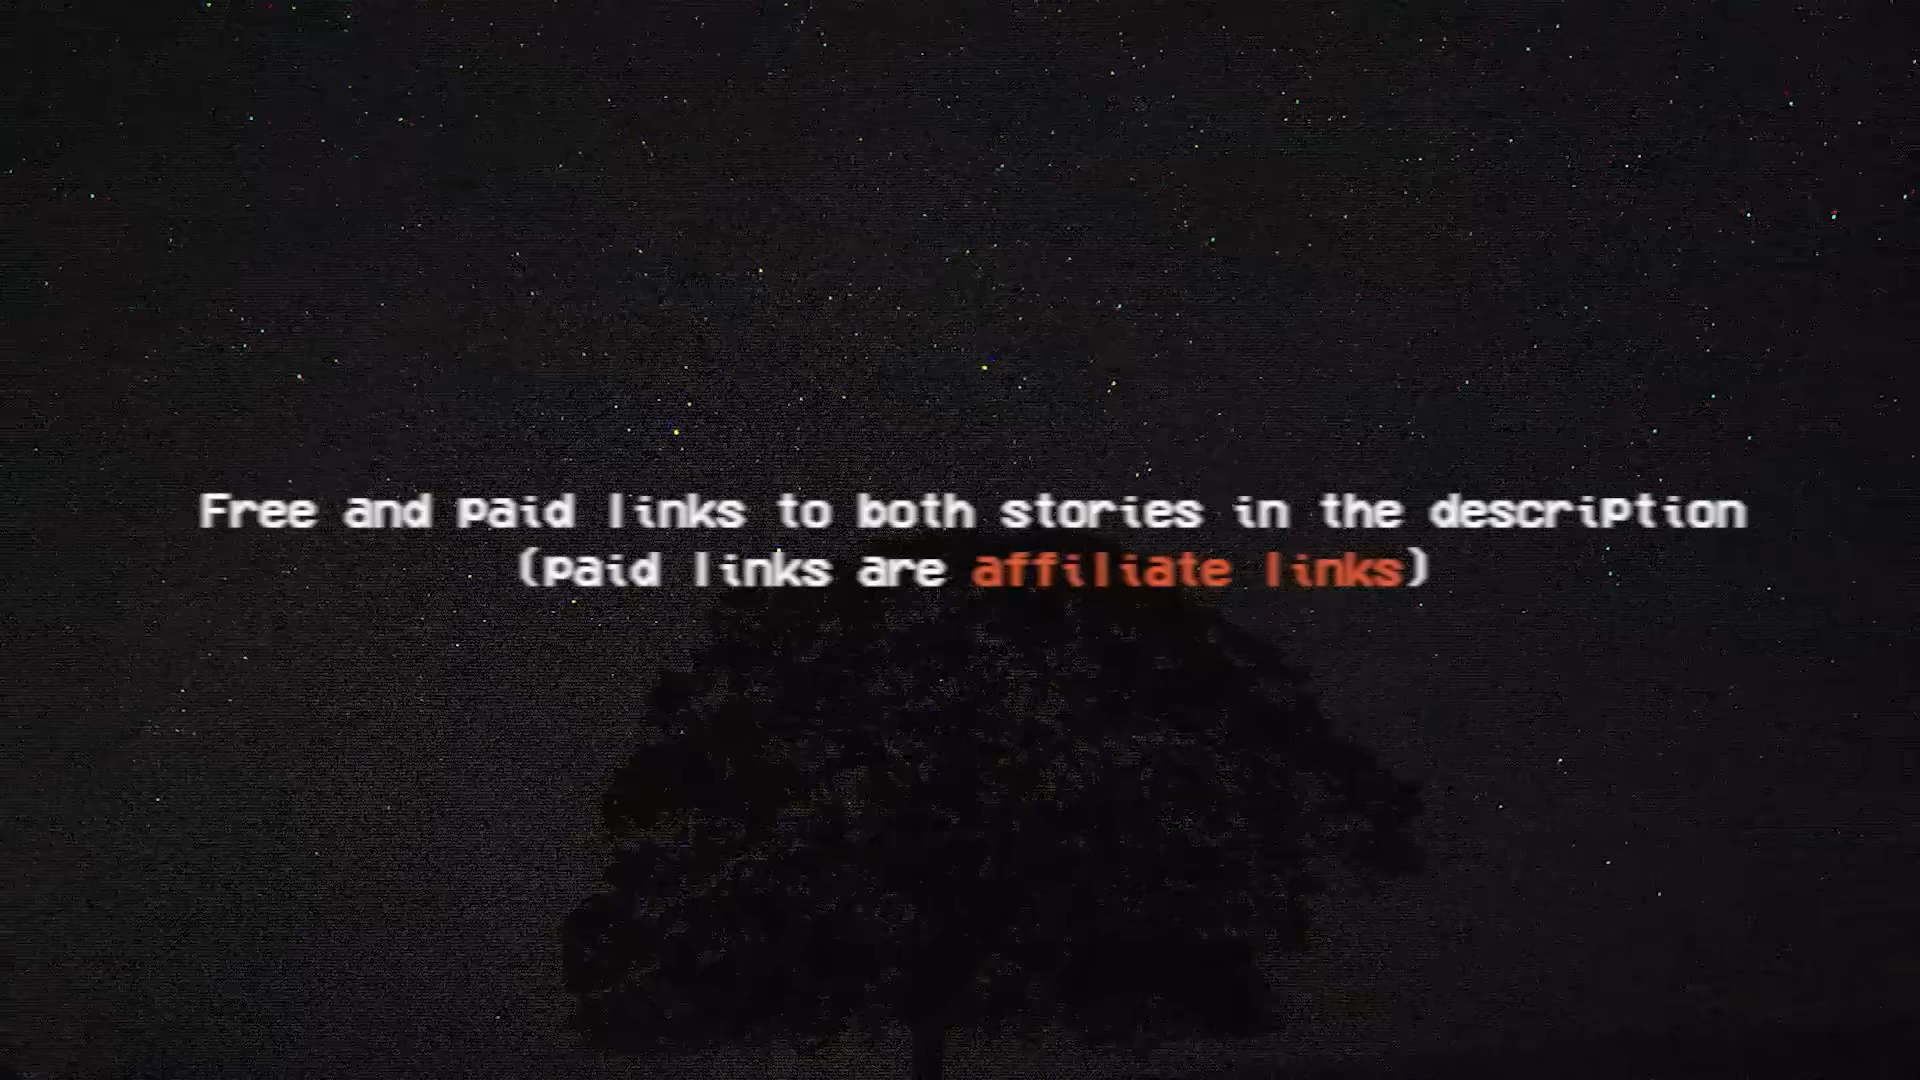 Free and paid links to both stories in the description
(paid links are affiliate links)